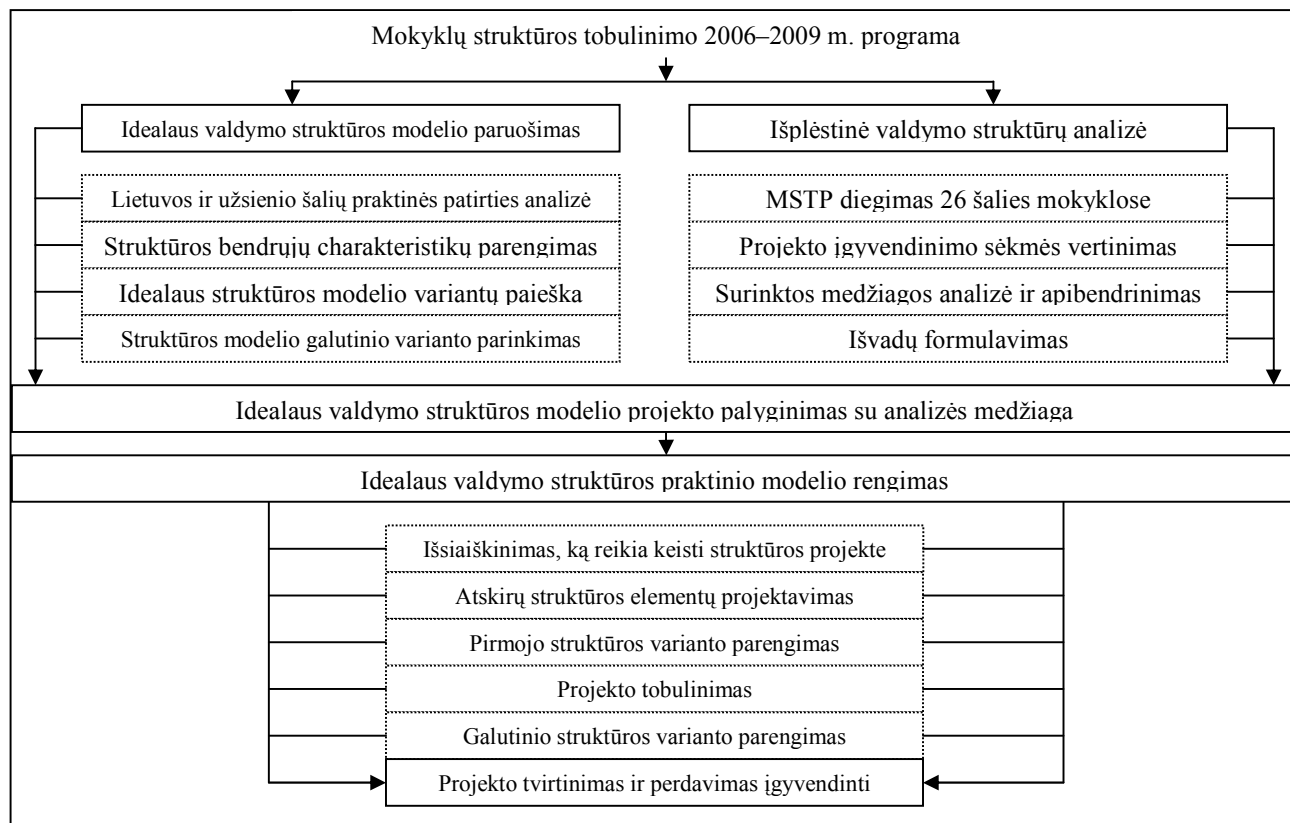 Mokyklų struktūros tobulinimo 2006–2009 m. programa
Idealaus valdymo struktūros modelio paruošimas
Išplėstinė valdymo struktūrų analizė
Lietuvos ir užsienio šalių praktinės patirties analizė
Struktūros bendrųjų charakteristikų parengimas
Idealaus struktūros modelio variantų paieška
Struktūros modelio galutinio varianto parinkimas
MSTP diegimas 26 šalies mokyklose
Projekto įgyvendinimo sėkmės vertinimas
Surinktos medžiagos analizė ir apibendrinimas
Išvadų formulavimas
Idealaus valdymo struktūros modelio projekto palyginimas su analizės medžiaga
Idealaus valdymo struktūros praktinio modelio rengimas
Išsiaiškinimas, ką reikia keisti struktūros projekte
Atskirų struktūros elementų projektavimas
Pirmojo struktūros varianto parengimas
Projekto tobulinimas
Galutinio struktūros varianto parengimas
Projekto tvirtinimas ir perdavimas įgyvendinti